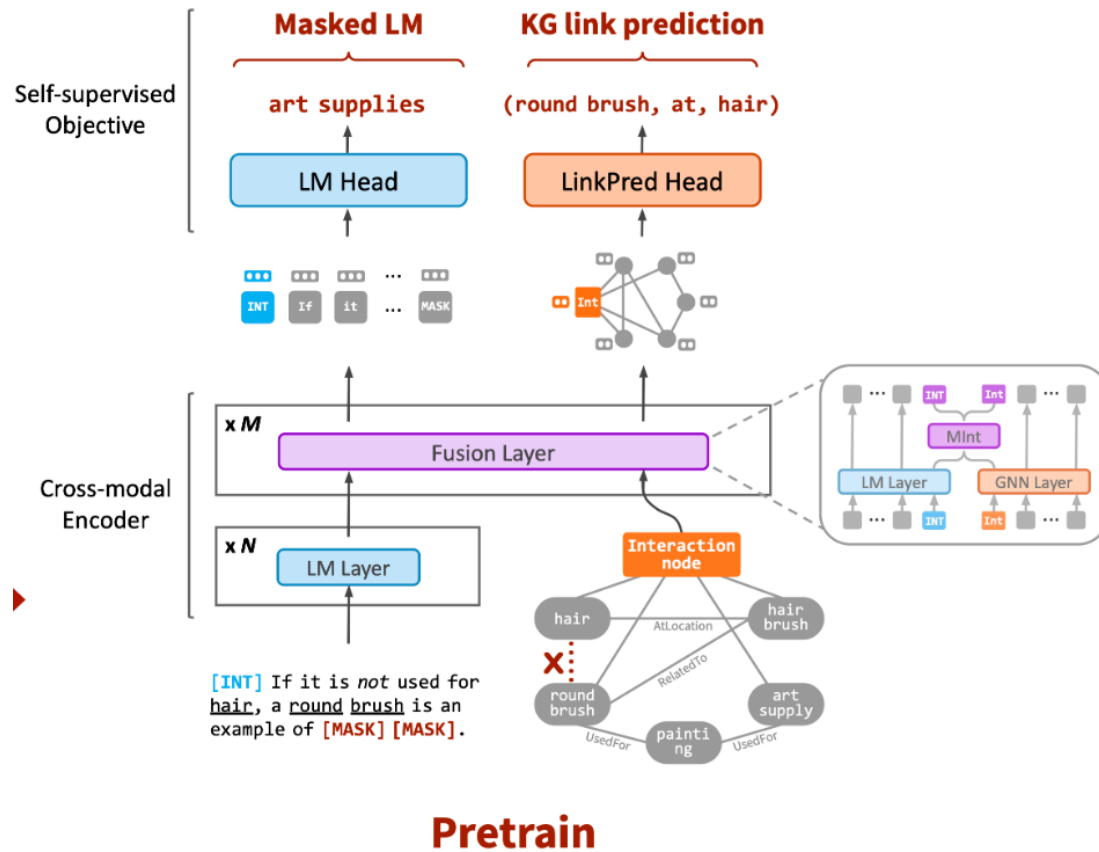 Masked LM
KG link prediction
Self-supervised
Objective
art supplies
(round brush, at, hair)
LM Head
LinkPred Head
INT
If
it
...
MASK
Int
Cross-modal
Encoder
x M
Fusion Layer
x N
LM Layer
...
INT
Int
...
MInt
LM Layer
GNN Layer
...
INT
Int
...
Interaction
node
hair
hair
brush
AtLocation
X
RelatedTo
round
brush
art
supply
painti
ng
UsedFor
UsedFor
[INT] If it is not used for
hair, a round brush is an
example of [MASK] [MASK].
Pretrain